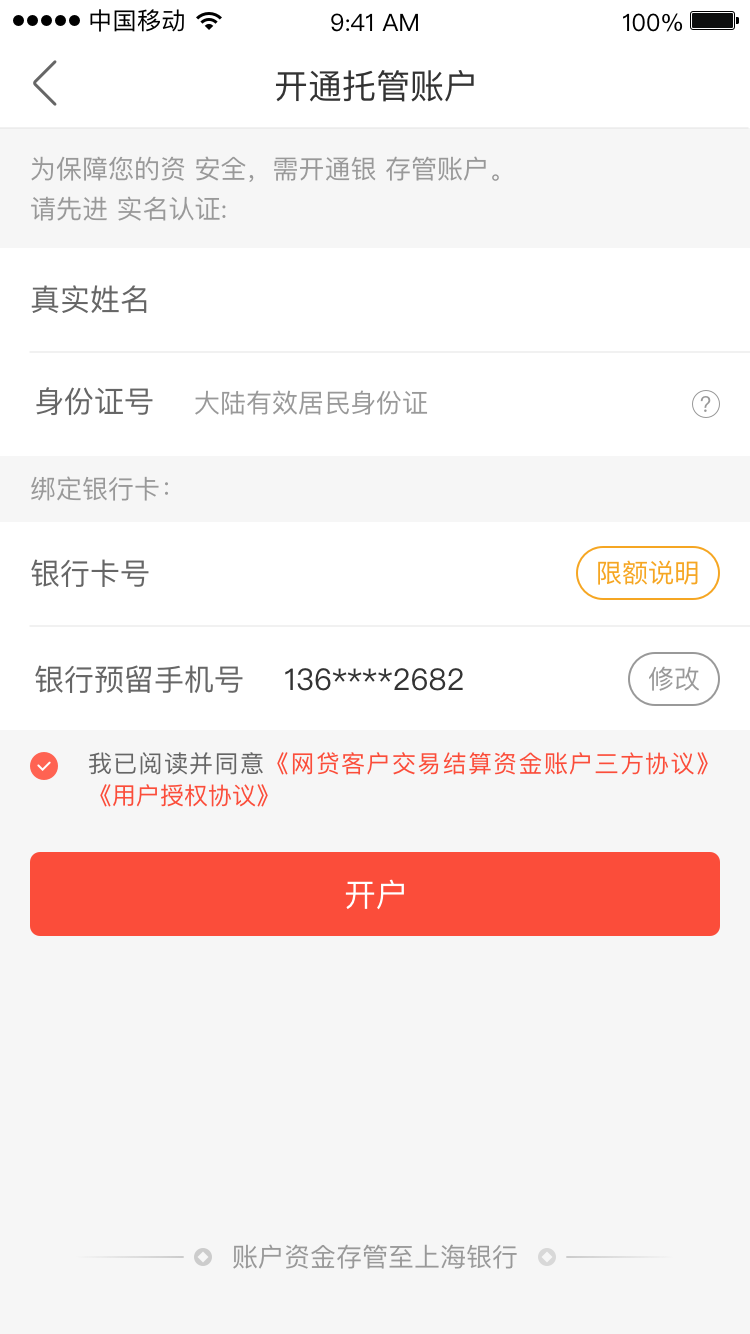 中国移动 9:41 AM 100%
开通托管账户
为保障您的资 安全，需开通银 存管账户。
请先进 实名认证:
真实姓名
身份证号 大陆有效居民身份证 ?
绑定银行卡：
银行卡号 限额说明
银行预留手机号 136****2682 修改
我已阅读并同意《网贷客户交易结算资金账户三方协议》
《用户授权协议》
开户
账户资金存管至上海银行